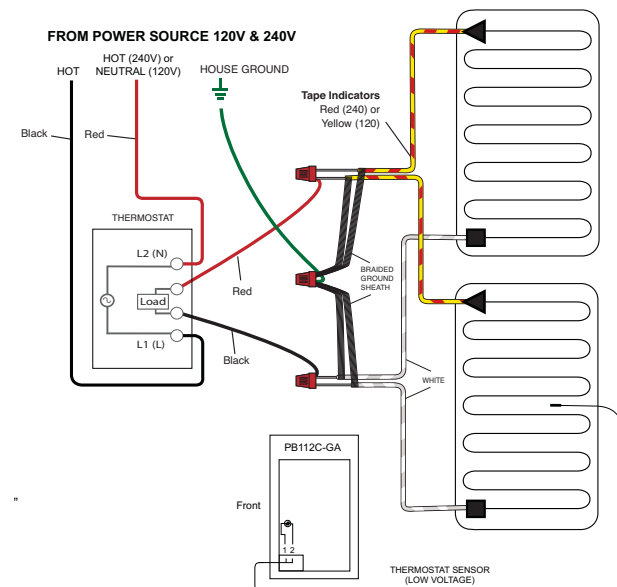 FROM POWER SOURCE 120V & 240V
HOT
HOT (240V) or
NEUTRAL (120V)
HOUSE GROUND
Tape Indicators
Red (240) or
Yellow (120)
Black
Red
THERMOSTAT
L2 (N)
Load
L1 (L)
Red
Black
BRAIDED
GROUND
SHEATH
WHITE
PB112C-GA
Front
1 2
"
THERMOSTAT SENSOR
(LOW VOLTAGE)